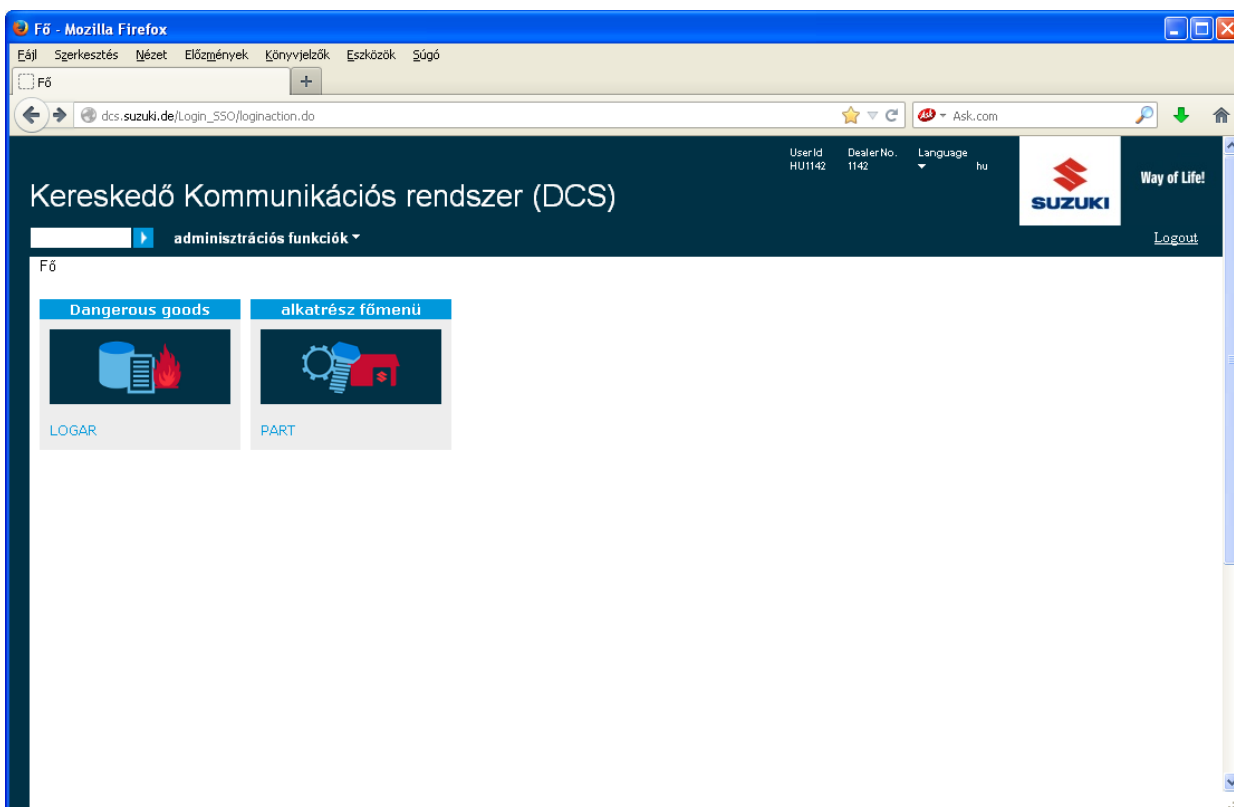 Fő - Mozilla Firefox
Fájl Szerkesztés Nézet Előzmények Könyvjelzők Eszközök Súgó
Fő
dcs.suzuki.de/Login_SSO/loginaction.do
Ask.com
UserId DealerNo. Language
HU1142 1142 hu
Kereskedő Kommunikációs rendszer (DCS)
SUZUKI
Way of Life!
adminisztrációs funkciók
Logout
Fő
Dangerous goods
alkatrész főmenü
LOGAR
PART